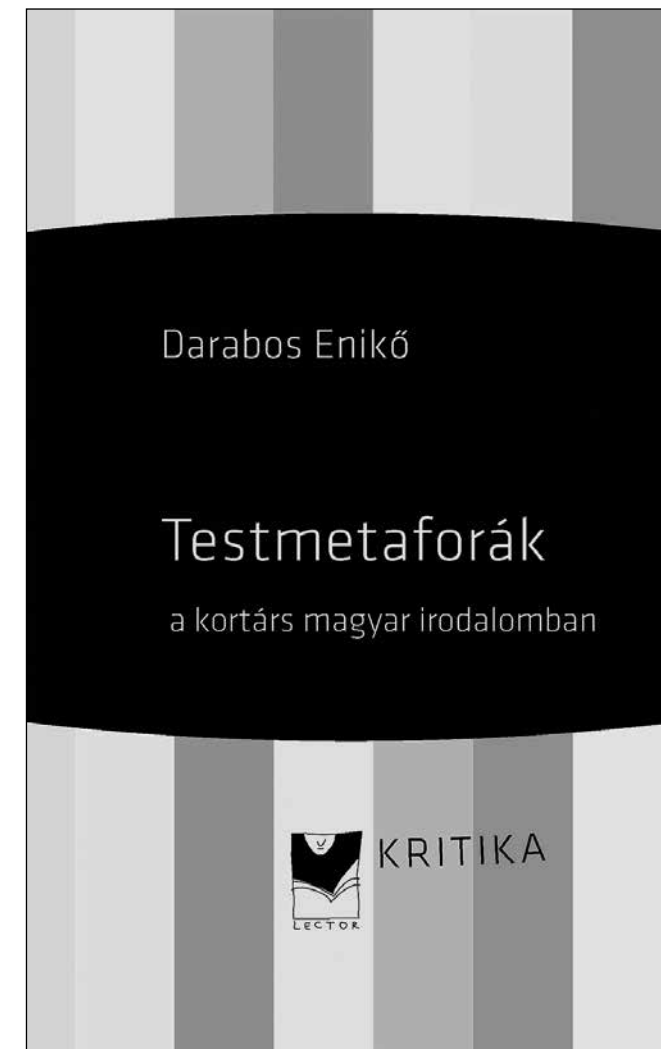 Darabos Enikő
Testmetaforák
a kortárs magyar irodalomban
KRITIKA
LECTOR